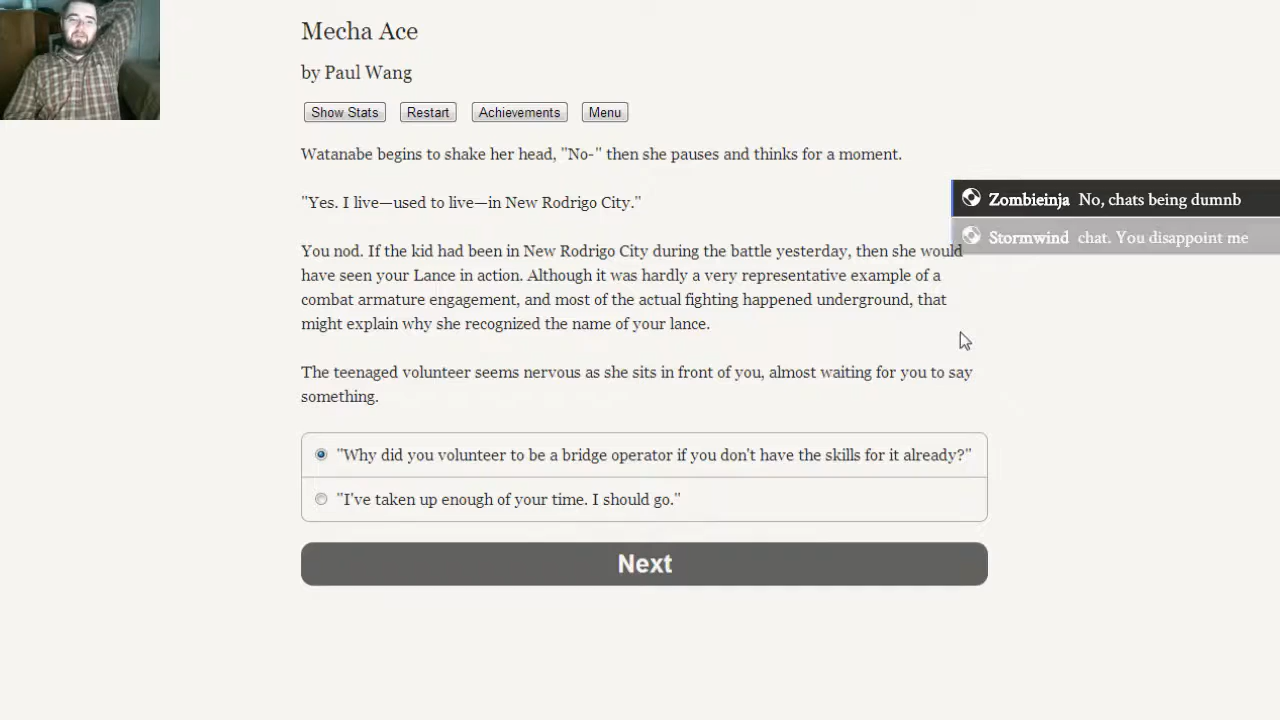 Mecha Ace
by Paul Wang
Show Stats Restart Achievements Menu
Watanabe begins to shake her head, "No-" then she pauses and thinks for a moment.
"Yes. I live—used to live—in New Rodrigo City."
Zombieinja No, chats being dumnb
Stormwind chat. You disappoint me
You nod. If the kid had been in New Rodrigo City during the battle yesterday, then she would
have seen your Lance in action. Although it was hardly a very representative example of a
combat armature engagement, and most of the actual fighting happened underground, that
might explain why she recognized the name of your lance.
The teenaged volunteer seems nervous as she sits in front of you, almost waiting for you to say
something.
"Why did you volunteer to be a bridge operator if you don't have the skills for it already?"
"I've taken up enough of your time. I should go."
Next